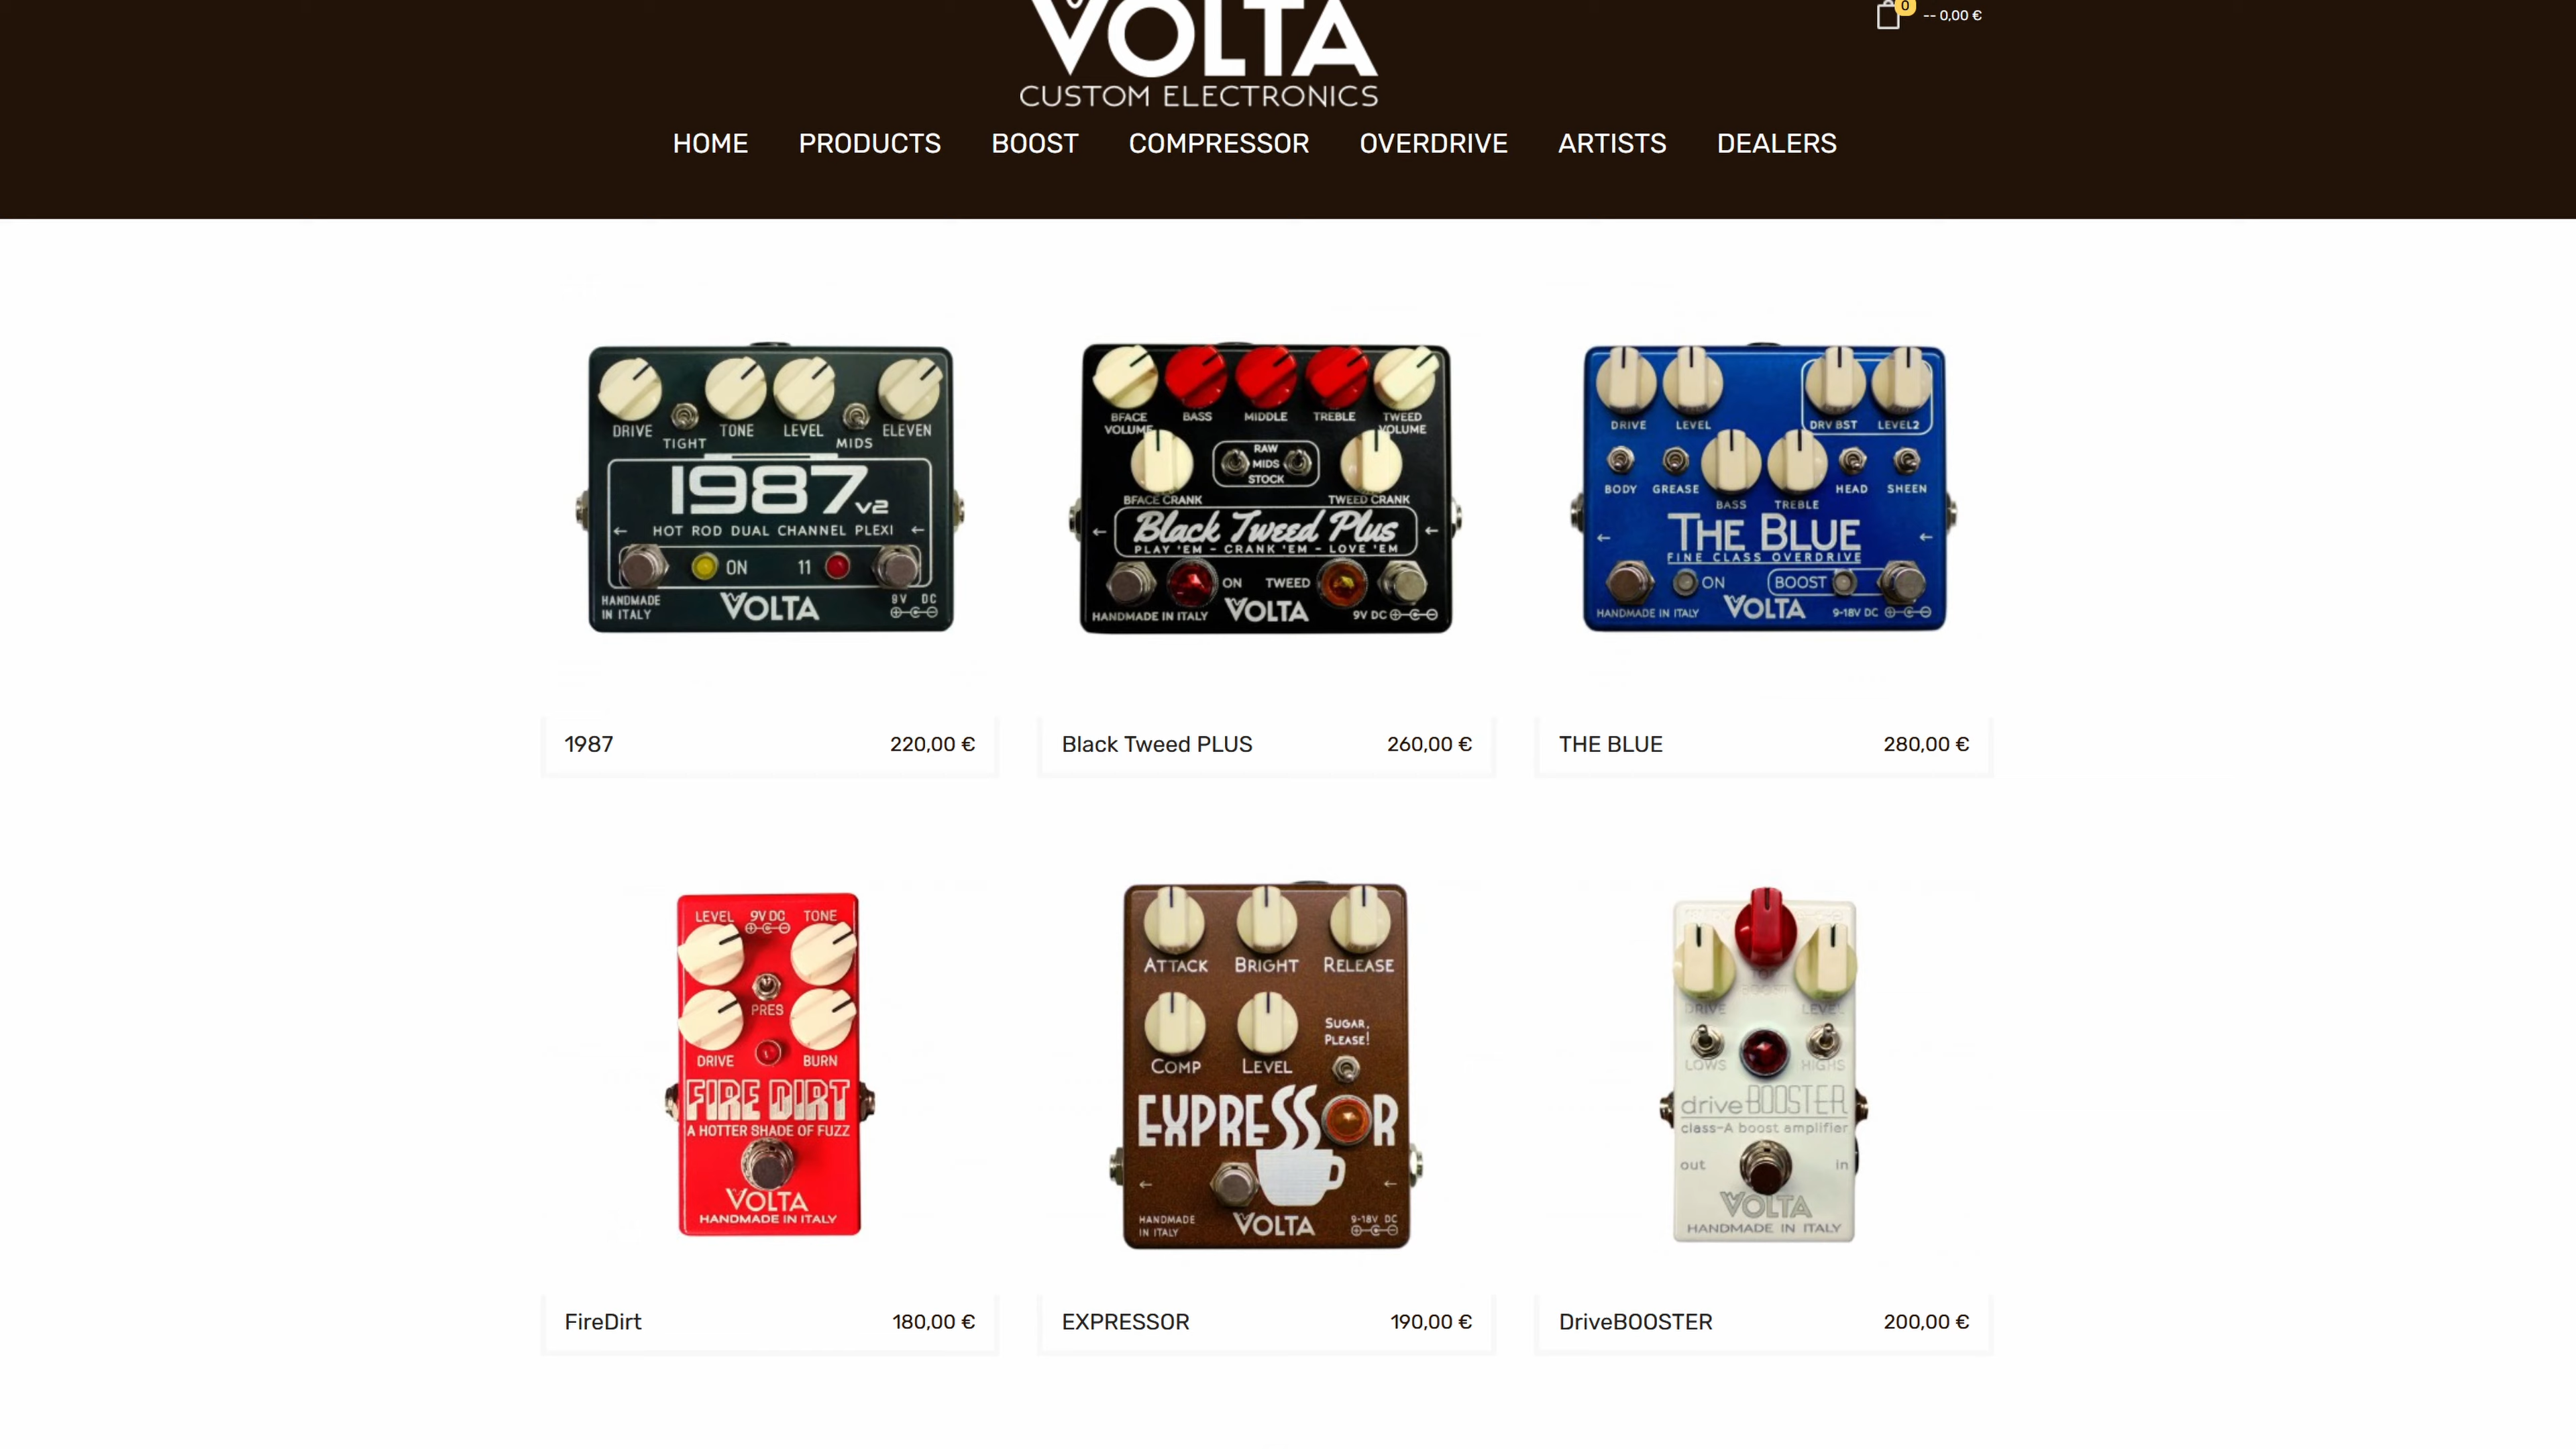 VOLTA
CUSTOM ELECTRONICS
0
-- 0,00 €
HOME PRODUCTS BOOST COMPRESSOR OVERDRIVE ARTISTS DEALERS
DRIVE TONE LEVEL ELEVEN
TIGHT MIDS
1987 V2
← HOT ROD DUAL CHANNEL PLEXI ←
ON 11
HANDMADE
IN ITALY
VOLTA
9V DC
1987 220,00 €
BFACE
VOLUME
BASS MIDDLE TREBLE
TWEED
VOLUME
RAW
MIDS
STOCK
BFACE CRANK TWEED CRANK
← Black Tweed Plus ←
PLAY 'EM – CRANK 'EM – LOVE 'EM
ON TWEED
HANDMADE IN ITALY VOLTA 9V DC
Black Tweed PLUS 260,00 €
DRIVE LEVEL DRV BST LEVEL2
BODY GREASE HEAD SHEEN
BASS TREBLE
← THE BLUE ←
FINE CLASS OVERDRIVE
ON BOOST
HANDMADE IN ITALY VOLTA 9-18V DC
THE BLUE 280,00 €
LEVEL 9V DC TONE
PRES
DRIVE BURN
FIRE DIRT
A HOTTER SHADE OF FUZZ
VOLTA
HANDMADE IN ITALY
FireDirt 180,00 €
ATTACK BRIGHT RELEASE
SUGAR,
PLEASE!
COMP LEVEL
EXPRESSOR
← ←
HANDMADE
IN ITALY
VOLTA
9-18V DC
EXPRESSOR 190,00 €
BOOST
DRIVE LEVEL
LOWS HIGHS
driveBOOSTER
class-A boost amplifier
out in
VOLTA
HANDMADE IN ITALY
DriveBOOSTER 200,00 €